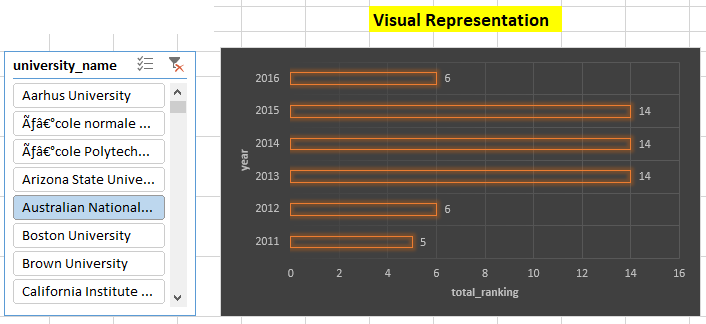 Visual Representation
university_name
Aarhus University
Ãƒâ€°cole normale ...
Ãƒâ€°cole Polytech...
Arizona State Unive...
Australian National...
Boston University
Brown University
California Institute ...
year
2016
6
2015
14
2014
14
2013
14
2012
6
2011
5
0 2 4 6 8 10 12 14 16
total_ranking